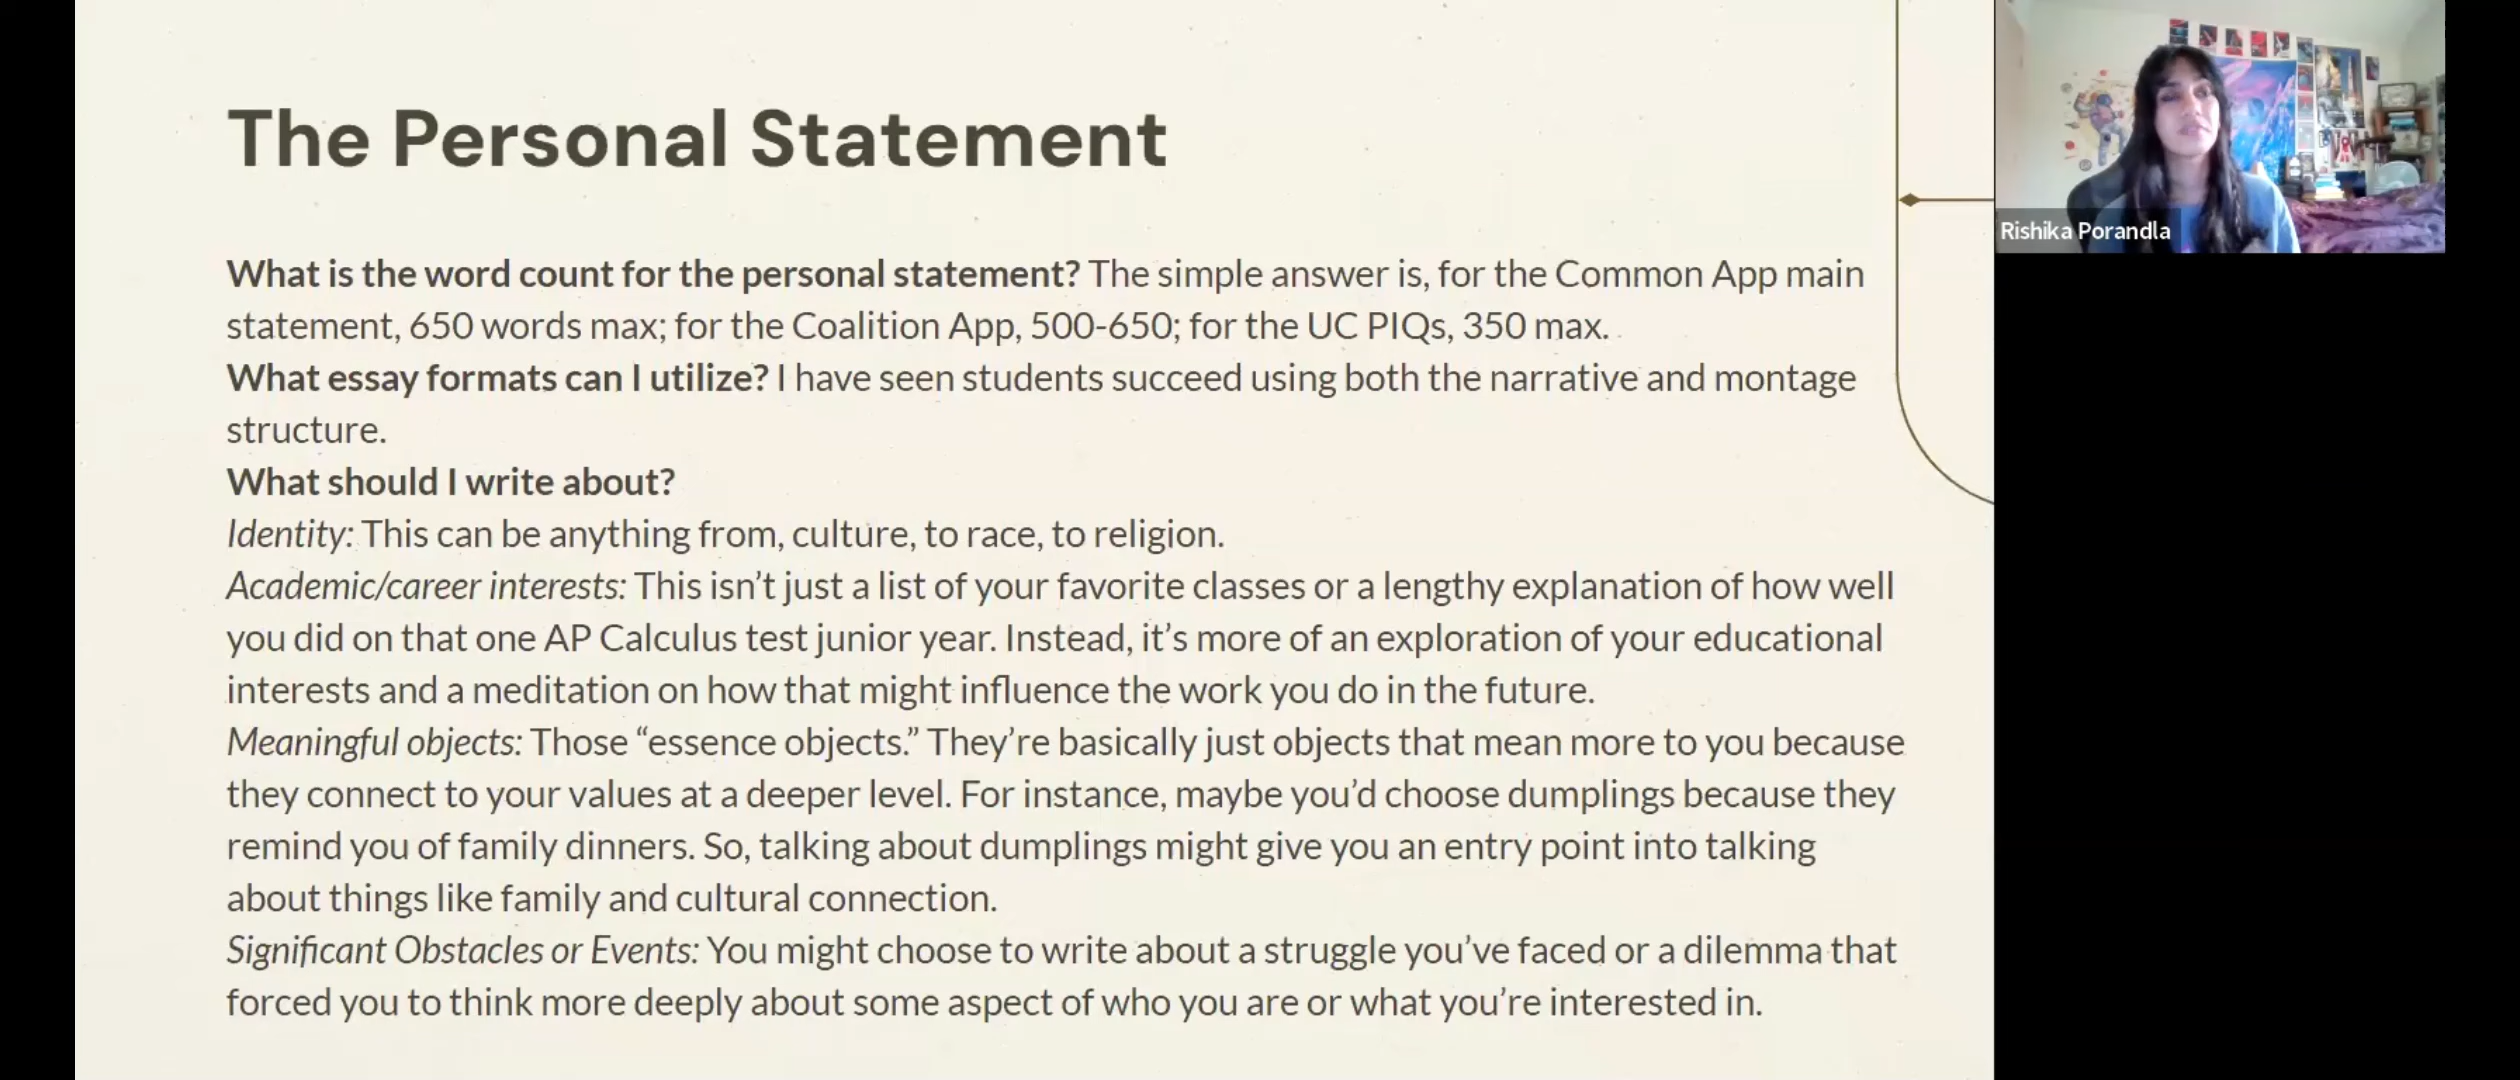 The Personal Statement
What is the word count for the personal statement? The simple answer is, for the Common App main
statement, 650 words max; for the Coalition App, 500-650; for the UC PIQs, 350 max.
What essay formats can I utilize? I have seen students succeed using both the narrative and montage
structure.
What should I write about?
Identity: This can be anything from, culture, to race, to religion.
Academic/career interests: This isn’t just a list of your favorite classes or a lengthy explanation of how well
you did on that one AP Calculus test junior year. Instead, it’s more of an exploration of your educational
interests and a meditation on how that might influence the work you do in the future.
Meaningful objects: Those “essence objects.” They’re basically just objects that mean more to you because
they connect to your values at a deeper level. For instance, maybe you’d choose dumplings because they
remind you of family dinners. So, talking about dumplings might give you an entry point into talking
about things like family and cultural connection.
Significant Obstacles or Events: You might choose to write about a struggle you’ve faced or a dilemma that
forced you to think more deeply about some aspect of who you are or what you’re interested in.
Rishika Porandla